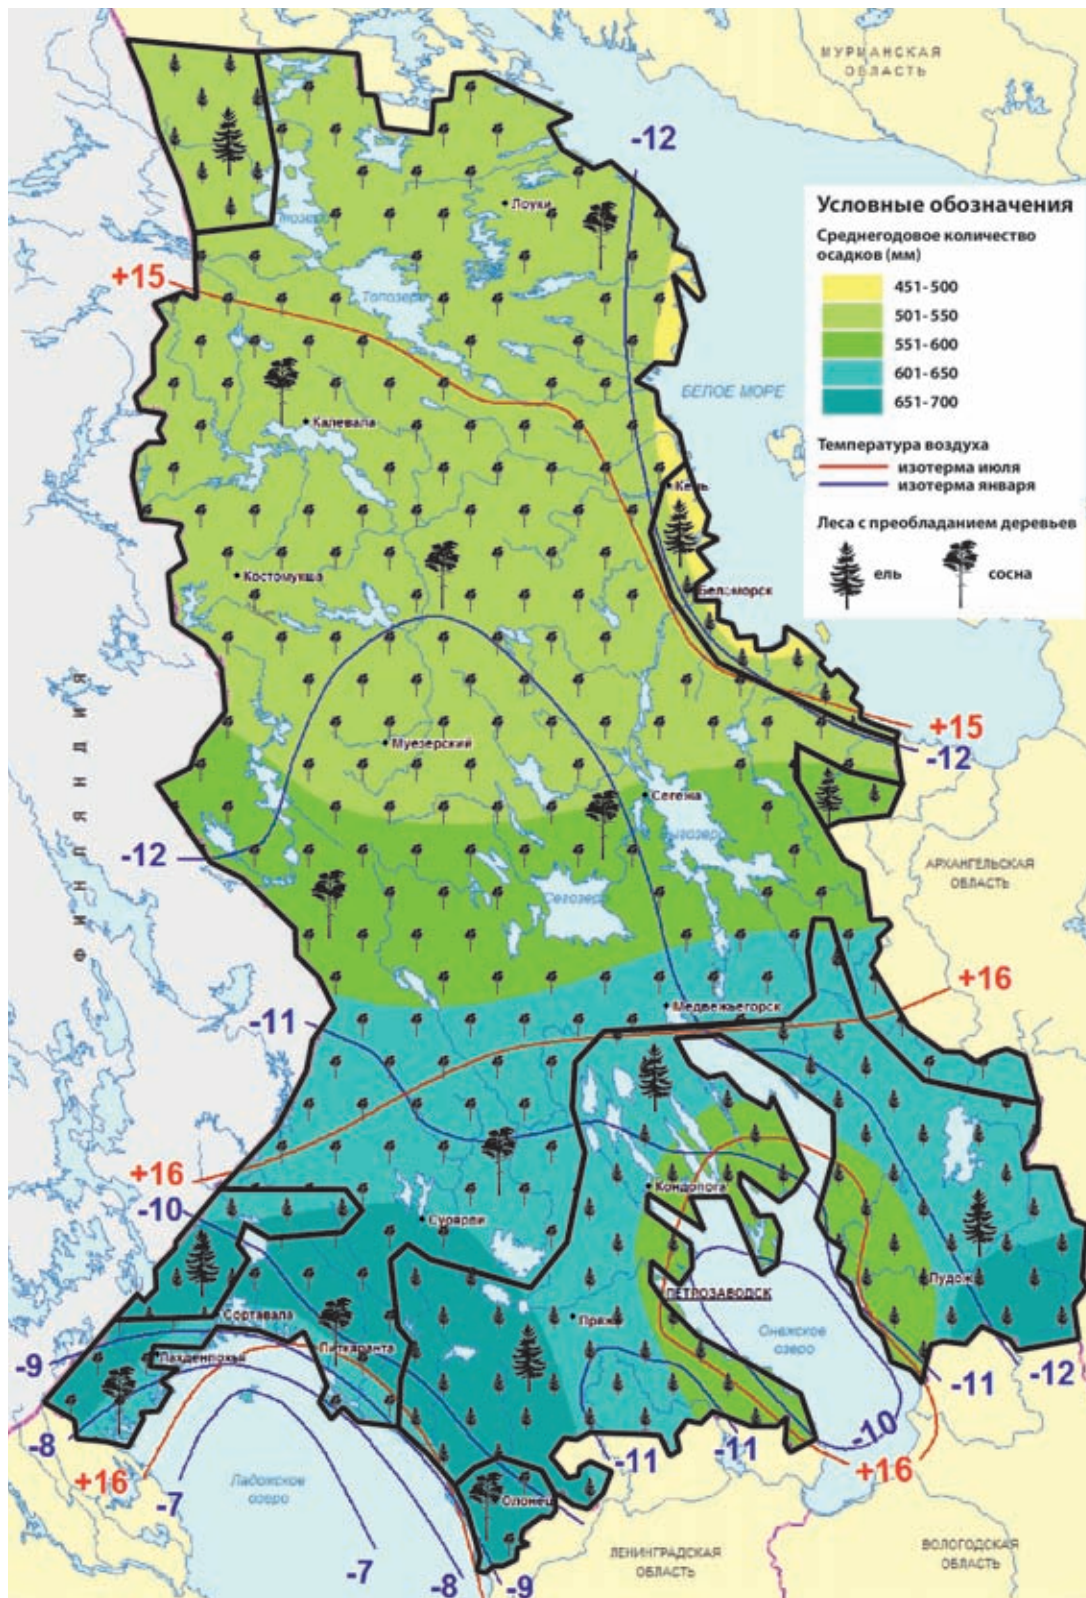 МУРМАНСКАЯ
ОБЛАСТЬ
-12
Лоухи
Условные обозначения
Среднегодовое количество
осадков (мм)
451-500
501-550
551-600
601-650
651-700
Температура воздуха
изотерма июля
изотерма января
Леса с преобладанием деревьев
ель
сосна
+15
Топозеро
БЕЛОЕ МОРЕ
Калевала
Кемь
Костомукша
Беломорск
ФИНЛЯНДИЯ
+15
-12
Муезерский
Сегежа
Выгозеро
-12
АРХАНГЕЛЬСКАЯ
ОБЛАСТЬ
Сегозеро
+16
Медвежьегорск
-11
+16
-10
Кондопога
Суоярви
Пудож
ПЕТРОЗАВОДСК
Сортавала
Пряжа
Онежское
озеро
Питкяранта
Лахденпохья
-9
-12
-11
-8
-10
-11
-11
+16
+16
-7
Ладожское
озеро
Олонец
ЛЕНИНГРАДСКАЯ
ОБЛАСТЬ
ВОЛОГОДСКАЯ
ОБЛАСТЬ
-7
-8
-9